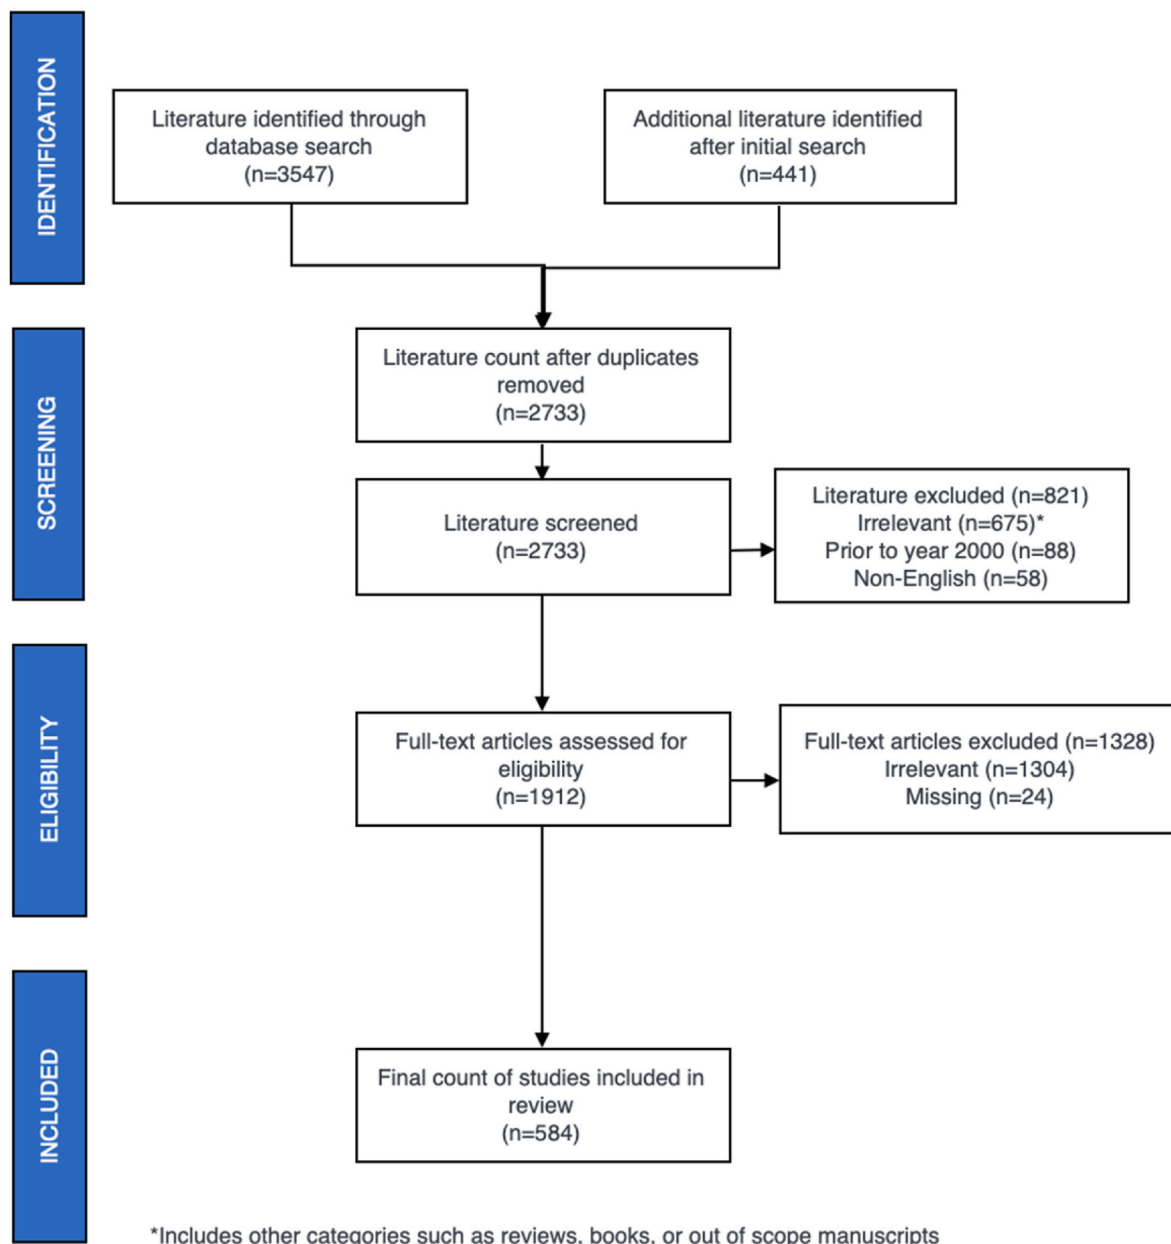 IDENTIFICATION
Literature identified through
database search
(n=3547)
Additional literature identified
after initial search
(n=441)
SCREENING
Literature count after duplicates
removed
(n=2733)
Literature screened
(n=2733)
Literature excluded (n=821)
Irrelevant (n=675)*
Prior to year 2000 (n=88)
Non-English (n=58)
ELIGIBILITY
Full-text articles assessed for
eligibility
(n=1912)
Full-text articles excluded (n=1328)
Irrelevant (n=1304)
Missing (n=24)
INCLUDED
Final count of studies included in
review
(n=584)
*Includes other categories such as reviews, books, or out of scope manuscripts